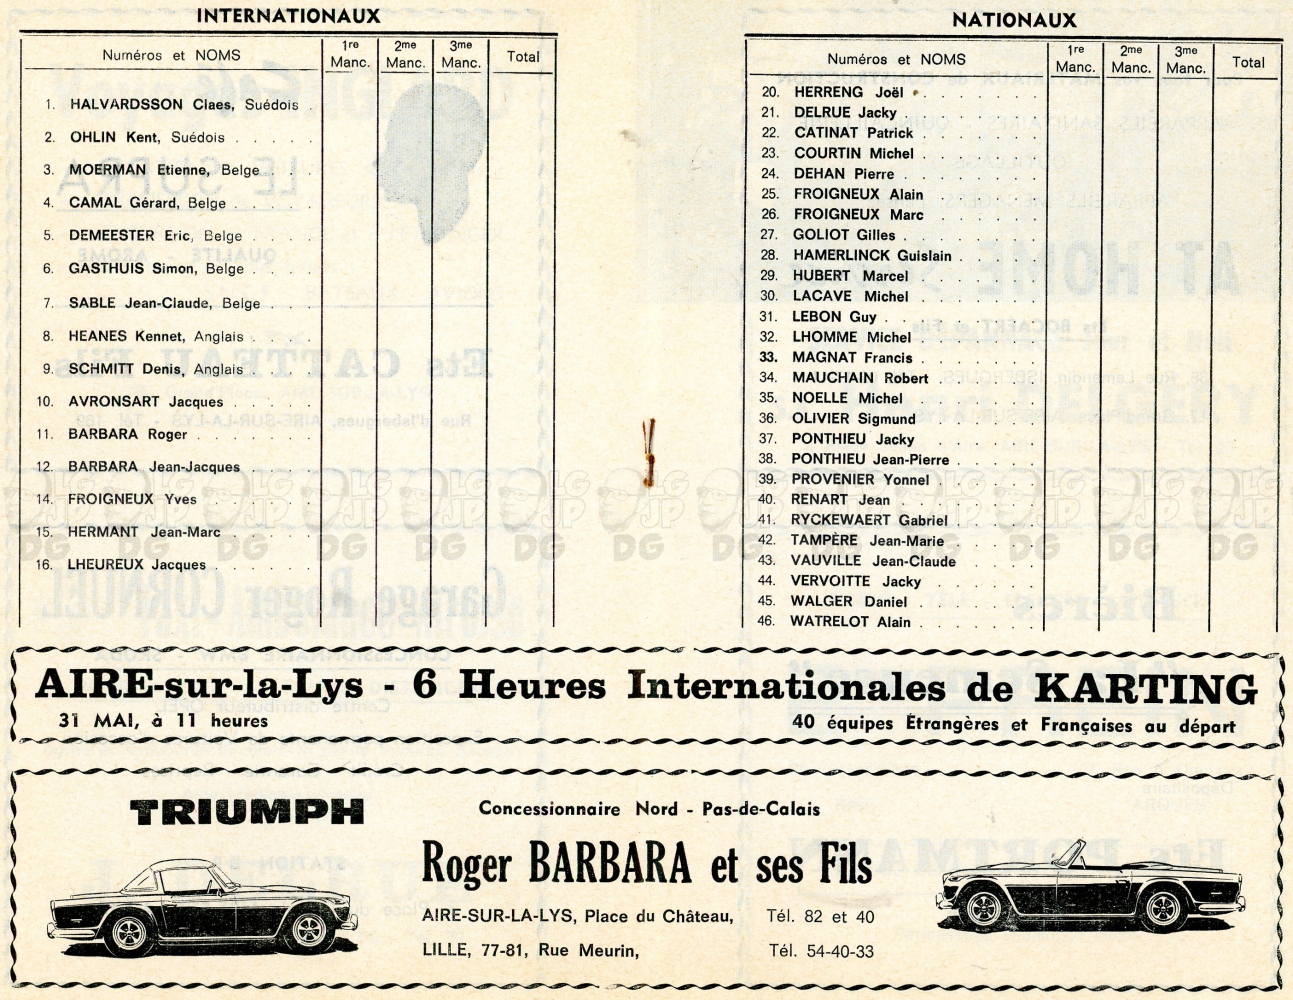 INTERNATIONAUX
Numéros et NOMS 1re Manc. 2me Manc. 3me Manc. Total
1. HALVARDSSON Claes, Suédois .
2. OHLIN Kent, Suédois . . . . .
3. MOERMAN Etienne, Belge . . .
4. CAMAL Gérard, Belge . . . .
5. DEMEESTER Eric, Belge . . . .
6. GASTHUIS Simon, Belge . . . .
7. SABLE Jean-Claude, Belge . . .
8. HEANES Kennet, Anglais . . . .
9. SCHMITT Denis, Anglais . . . .
10. AVRONSART Jacques . . . . .
11. BARBARA Roger . . . . . . .
12. BARBARA Jean-Jacques . . . .
14. FROIGNEUX Yves . . . . . .
15. HERMANT Jean-Marc . . . . .
16. LHEUREUX Jacques . . . . . .
NATIONAUX
Numéros et NOMS 1re Manc. 2me Manc. 3me Manc. Total
20. HERRENG Joël
21. DELRUE Jacky
22. CATINAT Patrick
23. COURTIN Michel
24. DEHAN Pierre
25. FROIGNEUX Alain
26. FROIGNEUX Marc
27. GOLIOT Gilles
28. HAMERLINCK Guislain
29. HUBERT Marcel
30. LACAVE Michel
31. LEBON Guy
32. LHOMME Michel
33. MAGNAT Francis
34. MAUCHAIN Robert
35. NOELLE Michel
36. OLIVIER Sigmund
37. PONTHIEU Jacky
38. PONTHIEU Jean-Pierre
39. PROVENIER Yonnel
40. RENART Jean
41. RYCKEWAERT Gabriel
42. TAMPÈRE Jean-Marie
43. VAUVILLE Jean-Claude
44. VERVOITTE Jacky
45. WALGER Daniel
46. WATRELOT Alain
AIRE-sur-la-Lys - 6 Heures Internationales de KARTING
31 MAI, à 11 heures
40 équipes Étrangères et Françaises au départ
TRIUMPH
Concessionnaire Nord - Pas-de-Calais
Roger BARBARA et ses Fils
AIRE-SUR-LA-LYS, Place du Château, Tél. 82 et 40
LILLE, 77-81, Rue Meurin, Tél. 54-40-33